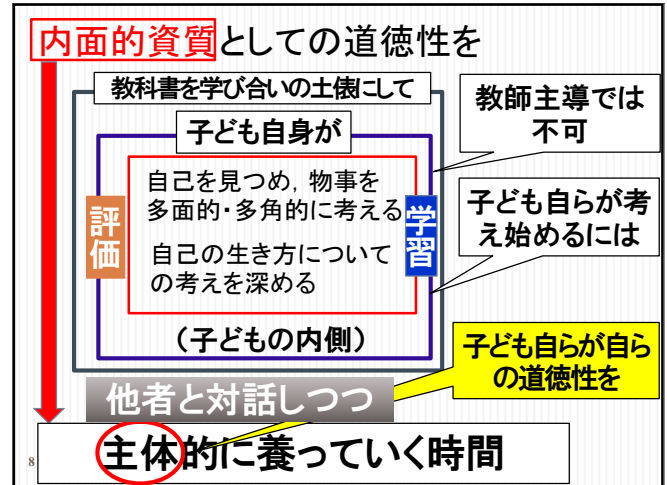 内面的資質としての道徳性を
教科書を学び合いの土俵にして
子ども自身が
自己を見つめ，物事を
多面的・多角的に考える
自己の生き方について
の考えを深める
評価
学習
（子どもの内側）
教師主導では
不可
子ども自らが考
え始めるには
子ども自らが自ら
の道徳性を
他者と対話しつつ
主体的に養っていく時間
8